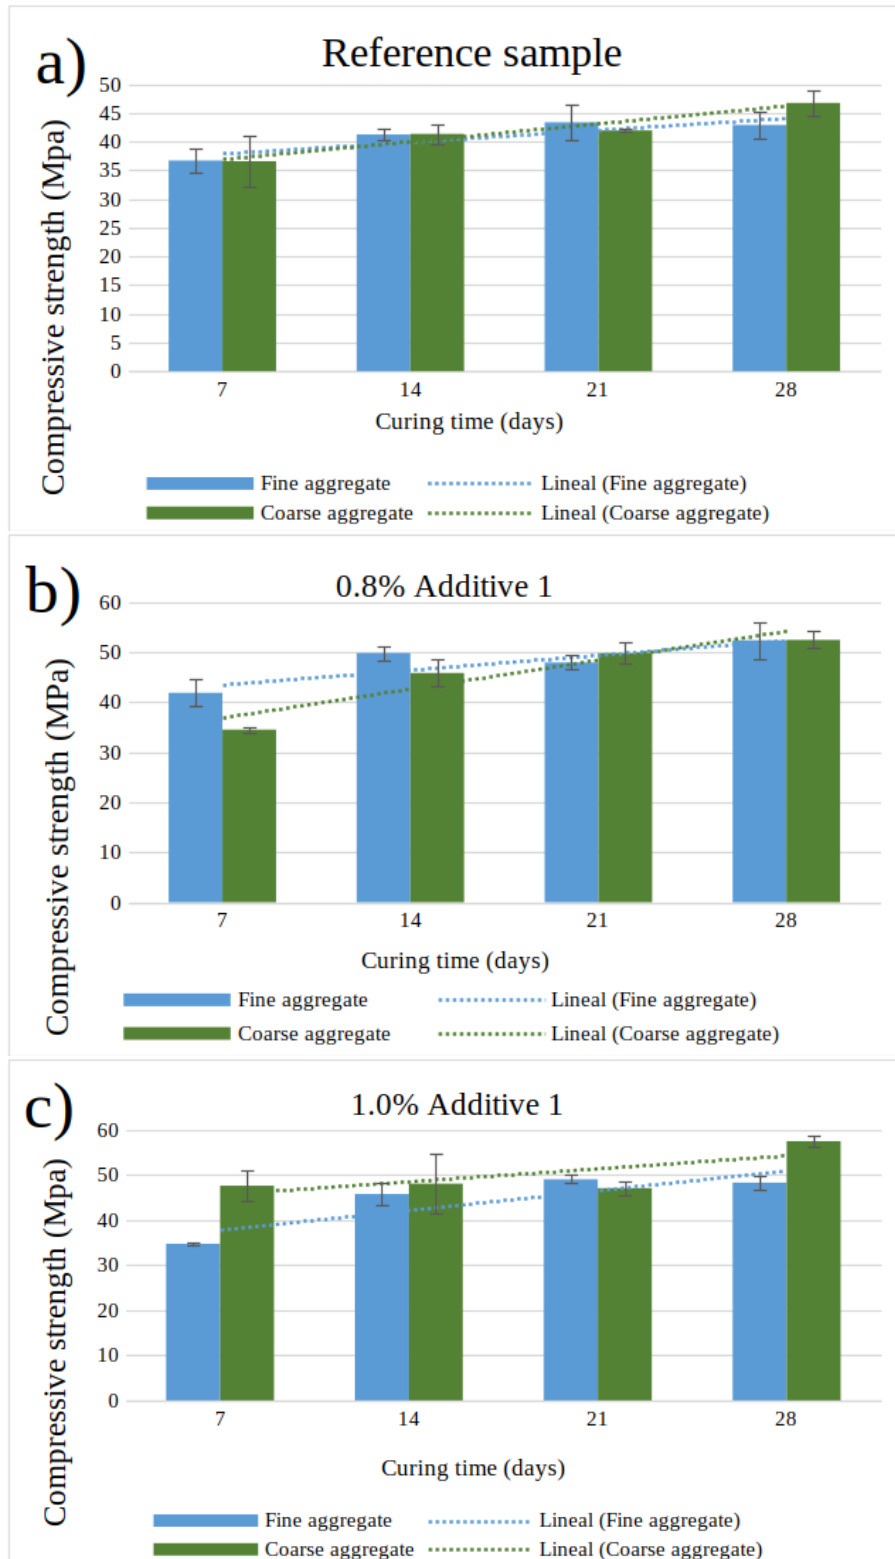 a)
Reference sample
Compressive strength (Mpa)
50
45
40
35
30
25
20
15
10
5
0
7 14 21 28
Curing time (days)
Fine aggregate Lineal (Fine aggregate)
Coarse aggregate Lineal (Coarse aggregate)
b)
0.8% Additive 1
Compressive strength (MPa)
60
50
40
30
20
10
0
7 14 21 28
Curing time (days)
Fine aggregate Lineal (Fine aggregate)
Coarse aggregate Lineal (Coarse aggregate)
c)
1.0% Additive 1
Compressive strength (Mpa)
60
50
40
30
20
10
0
7 14 21 28
Curing time (days)
Fine aggregate Lineal (Fine aggregate)
Coarse aggregate Lineal (Coarse aggregate)